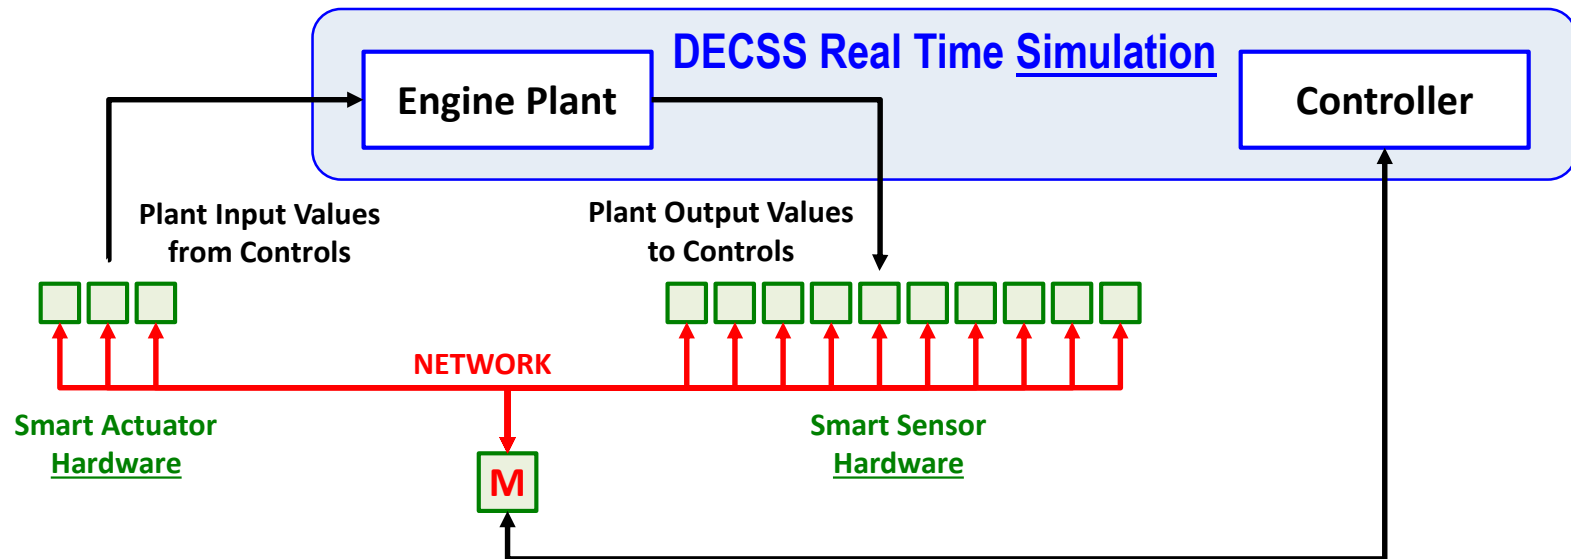 DECSS Real Time Simulation
Engine Plant
Controller
Plant Input Values
from Controls
Plant Output Values
to Controls
NETWORK
Smart Actuator
Hardware
Smart Sensor
Hardware
M